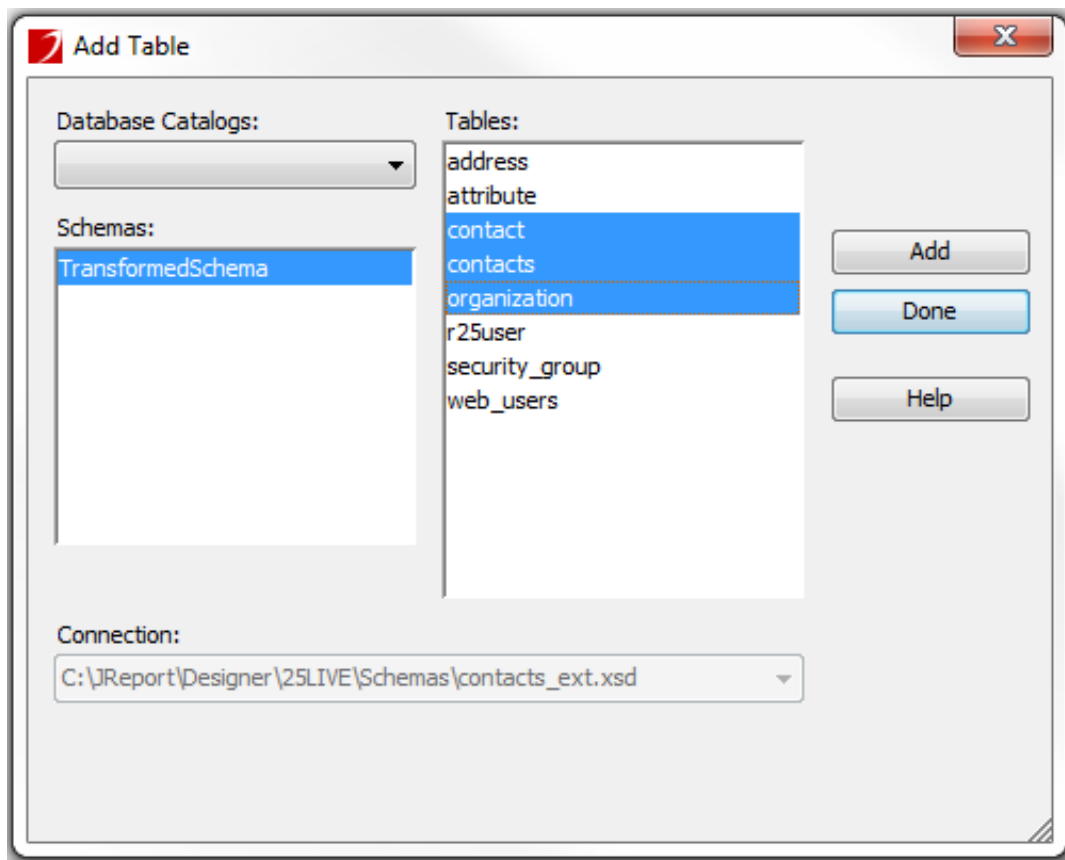 Add Table
Database Catalogs:
Tables:
address
attribute
contact
contacts
organization
r25user
security_group
web_users
Schemas:
TransformedSchema
Add
Done
Help
Connection:
C:\JReport\Designer\25LIVE\Schemas\contacts_ext.xsd